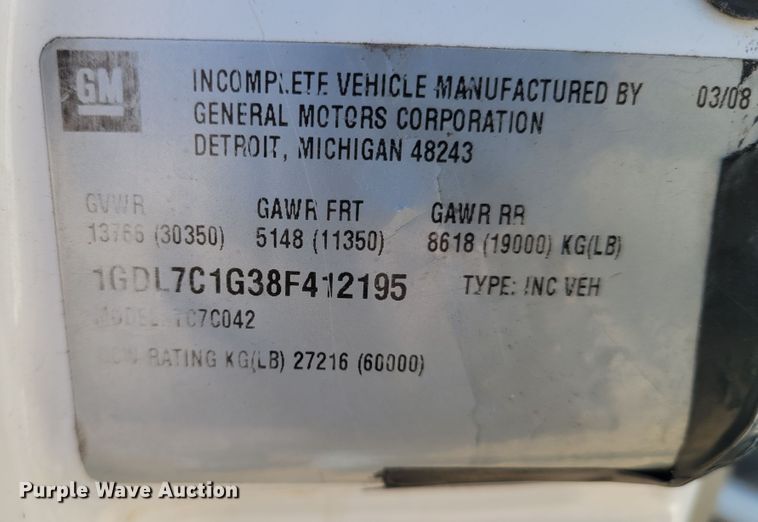 GM
INCOMPLETE VEHICLE MANUFACTURED BY 03/08
GENERAL MOTORS CORPORATION
DETROIT, MICHIGAN 48243
GVWR GAWR FRT GAWR RR
13766 (30350) 5148 (11350) 8618 (19000) KG(LB)
1GDL7C1G38F412195 TYPE: INC VEH
MODEL: TC7C042
GCW RATING KG(LB) 27216 (60000)
Purple Wave Auction